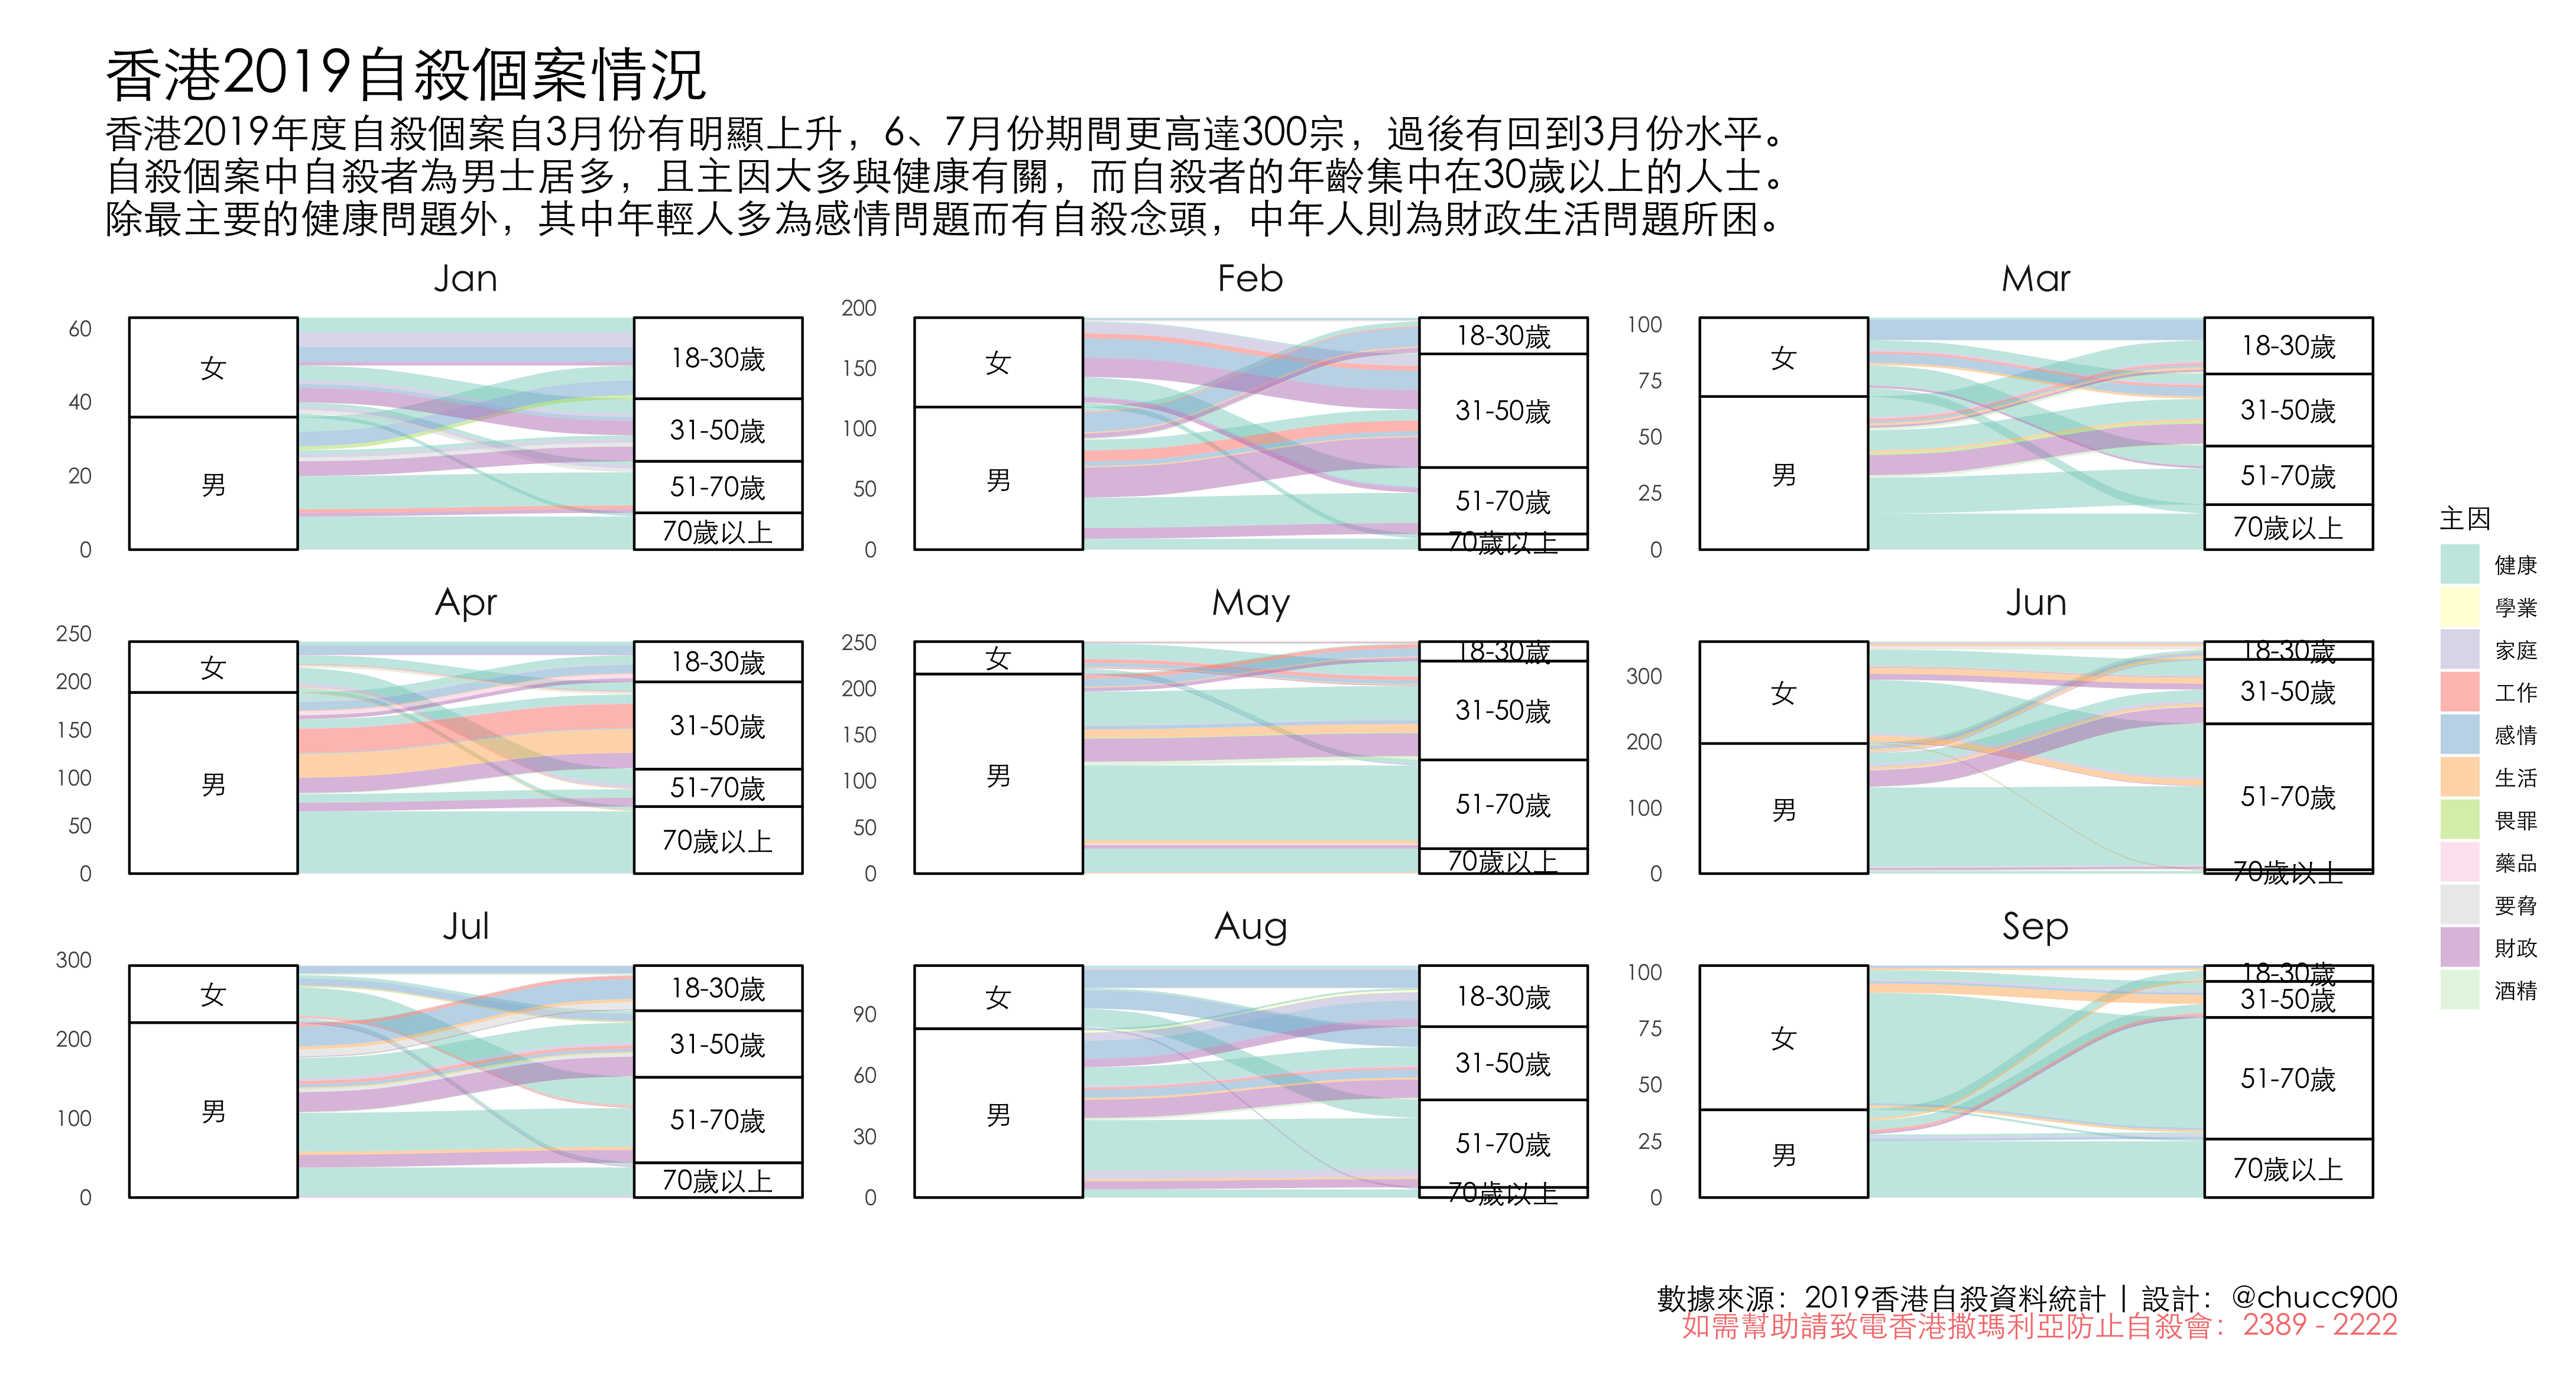 香港2019自殺個案情況
香港2019年度自殺個案自3月份有明顯上升，6、7月份期間更高達300宗，過後有回到3月份水平。
自殺個案中自殺者為男士居多，且主因大多與健康有關，而自殺者的年齡集中在30歲以上的人士。
除最主要的健康問題外，其中年輕人多為感情問題而有自殺念頭，中年人則為財政生活問題所困。
Jan
60
40
20
0
女
男
18-30歲
31-50歲
51-70歲
70歲以上
Feb
200
150
100
50
0
女
男
18-30歲
31-50歲
51-70歲
70歲以上
Mar
100
75
50
25
0
女
男
18-30歲
31-50歲
51-70歲
70歲以上
Apr
250
200
150
100
50
0
女
男
18-30歲
31-50歲
51-70歲
70歲以上
May
250
200
150
100
50
0
女
男
18-30歲
31-50歲
51-70歲
70歲以上
Jun
300
200
100
0
女
男
18-30歲
31-50歲
51-70歲
70歲以上
Jul
300
200
100
0
女
男
18-30歲
31-50歲
51-70歲
70歲以上
Aug
90
60
30
0
女
男
18-30歲
31-50歲
51-70歲
70歲以上
Sep
100
75
50
25
0
女
男
18-30歲
31-50歲
51-70歲
70歲以上
主因
健康
學業
家庭
工作
感情
生活
畏罪
藥品
要脅
財政
酒精
數據來源：2019香港自殺資料統計 | 設計：@chucc900
如需幫助請致電香港撒瑪利亞防止自殺會：2389 - 2222